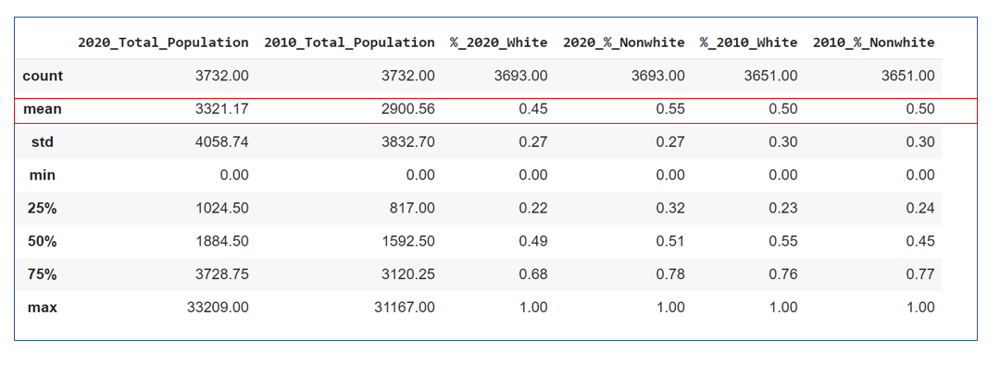 2020_Total_Population 2010_Total_Population %_2020_White 2020_%_Nonwhite %_2010_White 2010_%_Nonwhite
count 3732.00 3732.00 3693.00 3693.00 3651.00 3651.00
mean 3321.17 2900.56 0.45 0.55 0.50 0.50
std 4058.74 3832.70 0.27 0.27 0.30 0.30
min 0.00 0.00 0.00 0.00 0.00 0.00
25% 1024.50 817.00 0.22 0.32 0.23 0.24
50% 1884.50 1592.50 0.49 0.51 0.55 0.45
75% 3728.75 3120.25 0.68 0.78 0.76 0.77
max 33209.00 31167.00 1.00 1.00 1.00 1.00